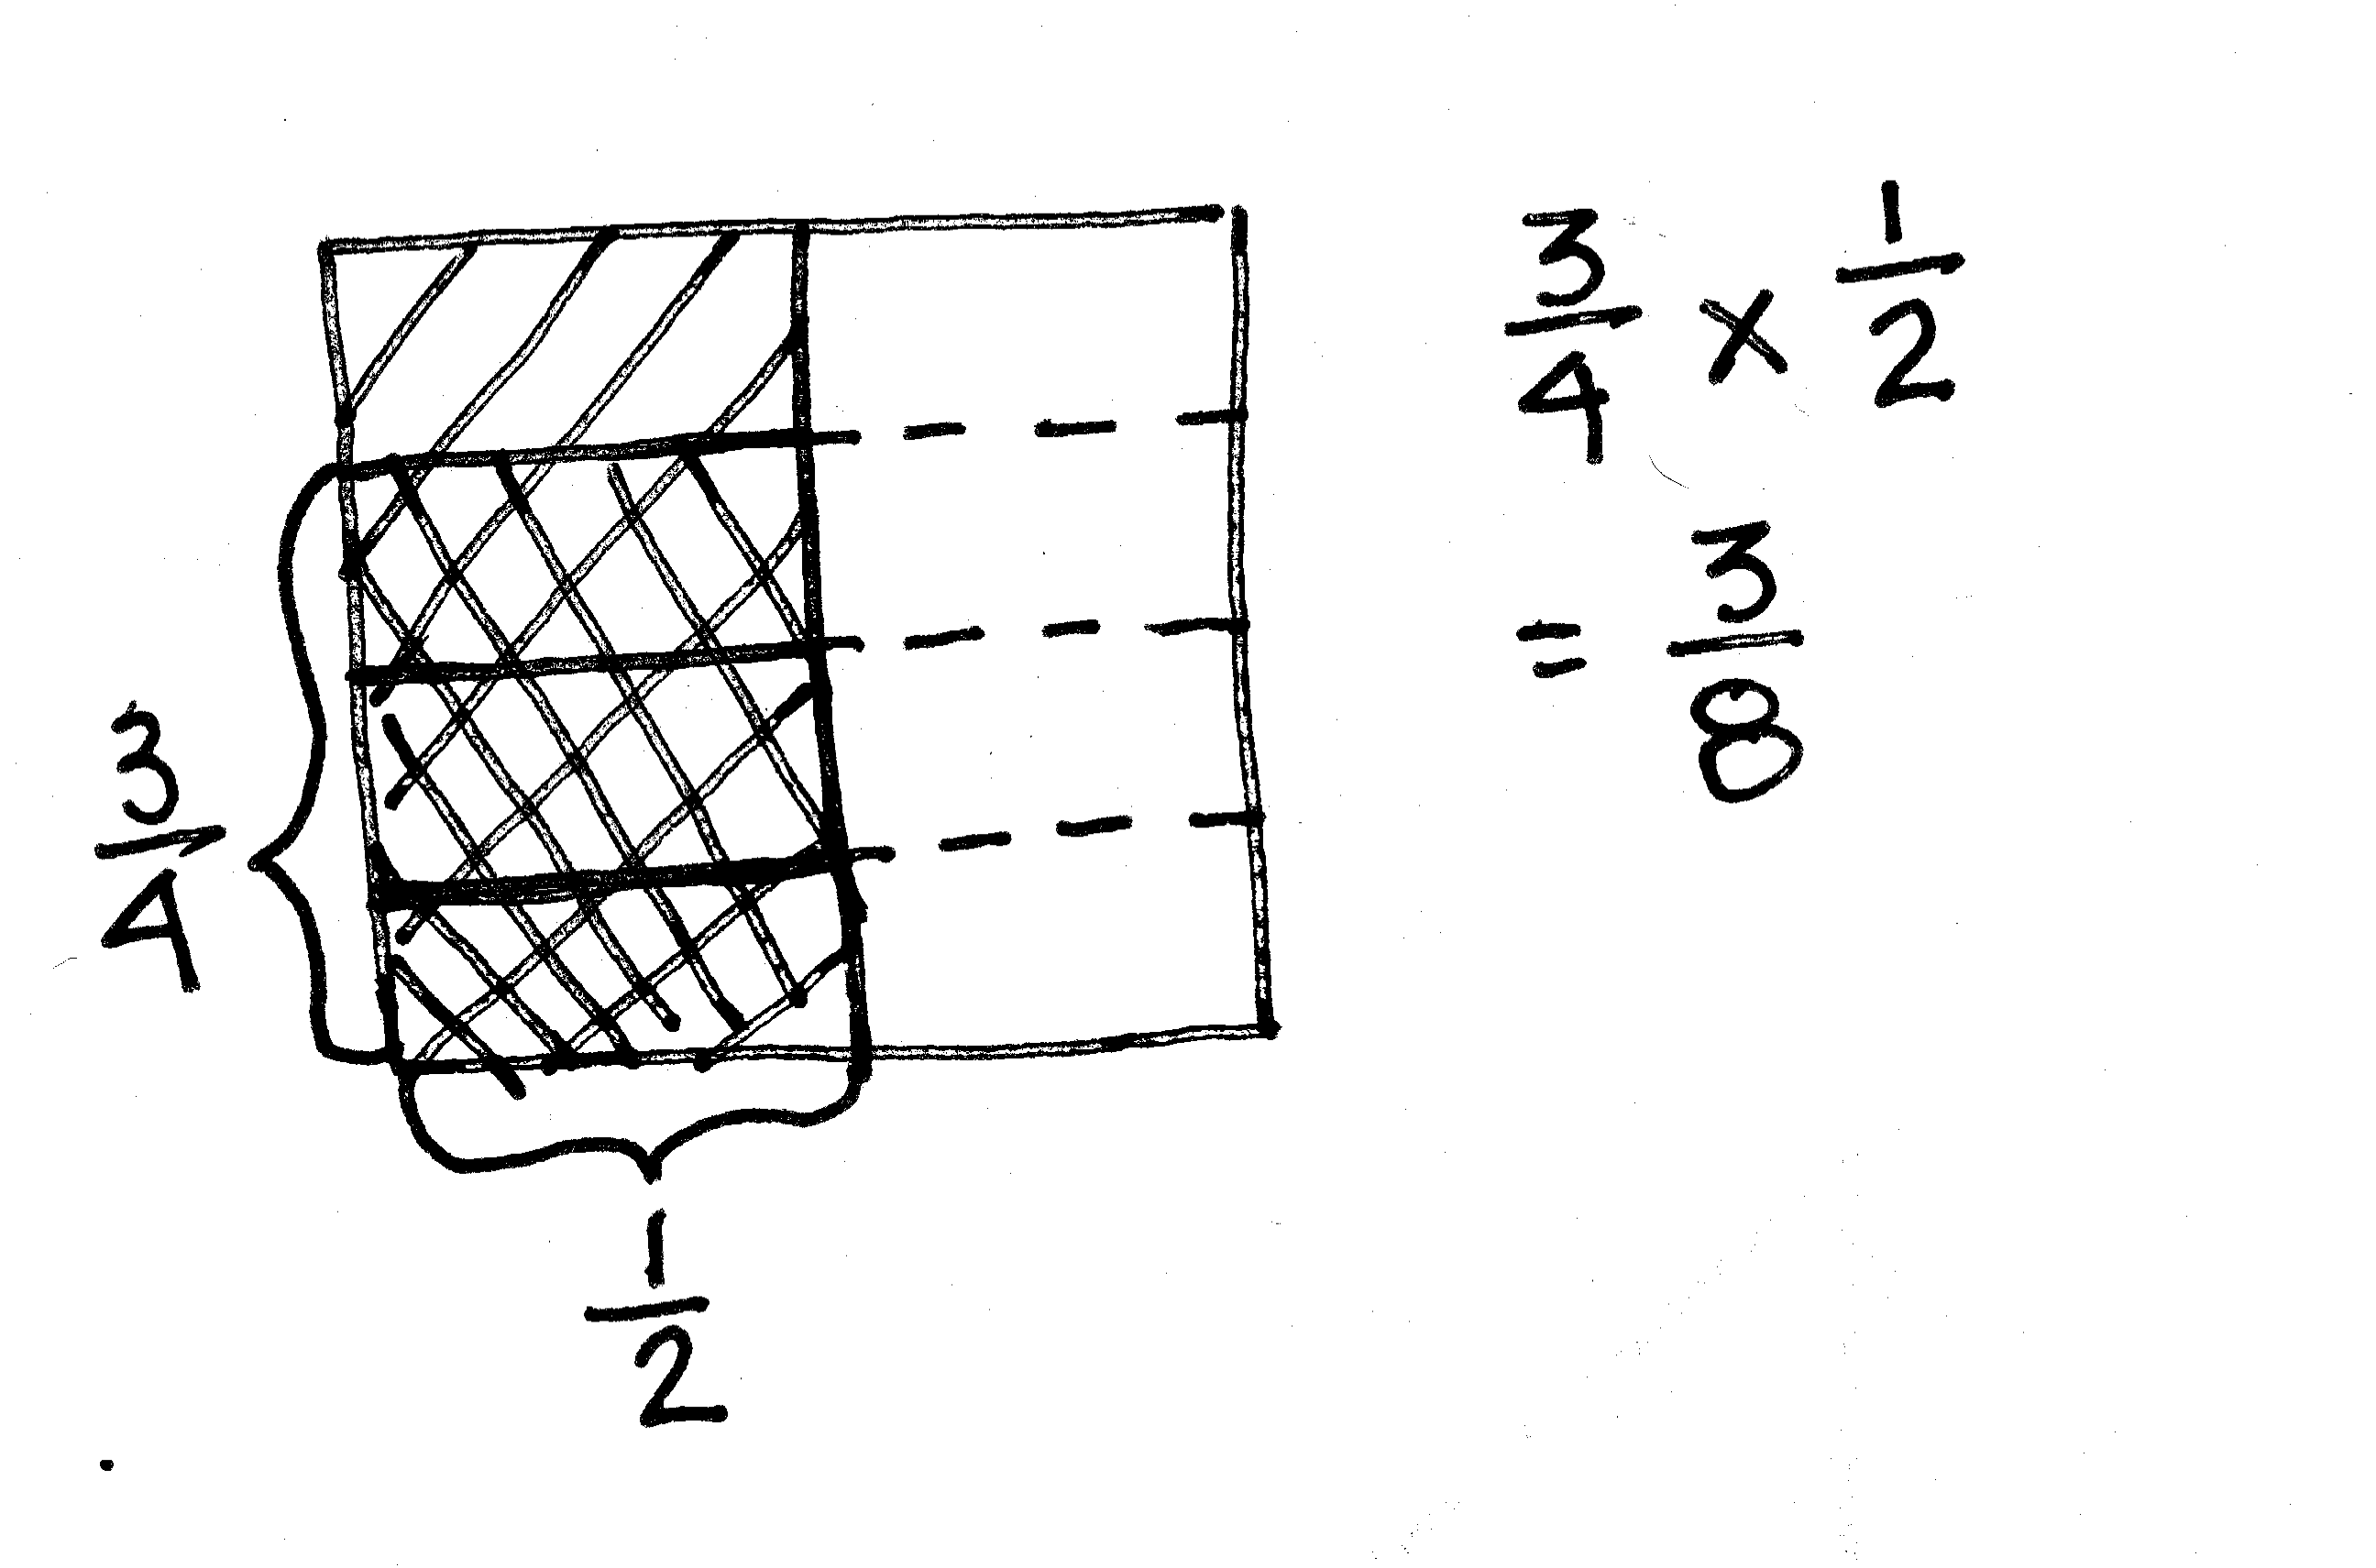 3/4 × 1/2
= 3/8
3/4
1/2